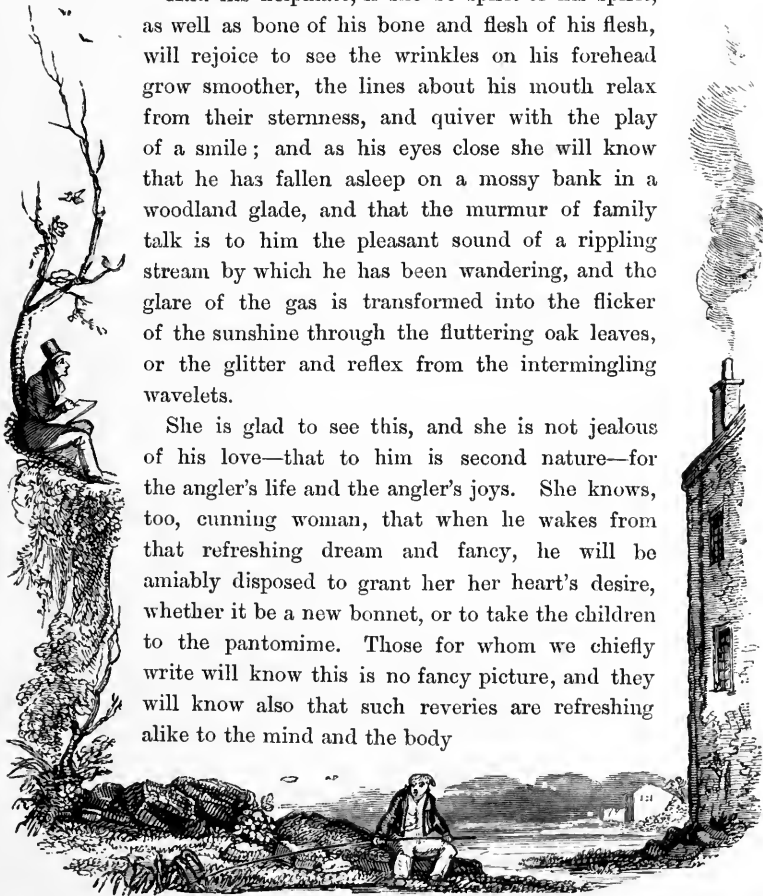 as well as bone of his bone and flesh of his flesh,
will rejoice to see the wrinkles on his forehead
grow smoother, the lines about his mouth relax
from their sternness, and quiver with the play
of a smile; and as his eyes close she will know
that he has fallen asleep on a mossy bank in a
woodland glade, and that the murmur of family
talk is to him the pleasant sound of a rippling
stream by which he has been wandering, and the
glare of the gas is transformed into the flicker
of the sunshine through the fluttering oak leaves,
or the glitter and reflex from the intermingling
wavelets.
She is glad to see this, and she is not jealous
of his love—that to him is second nature—for
the angler's life and the angler's joys. She knows,
too, cunning woman, that when he wakes from
that refreshing dream and fancy, he will be
amiably disposed to grant her her heart's desire,
whether it be a new bonnet, or to take the children
to the pantomime. Those for whom we chiefly
write will know this is no fancy picture, and they
will know also that such reveries are refreshing
alike to the mind and the body